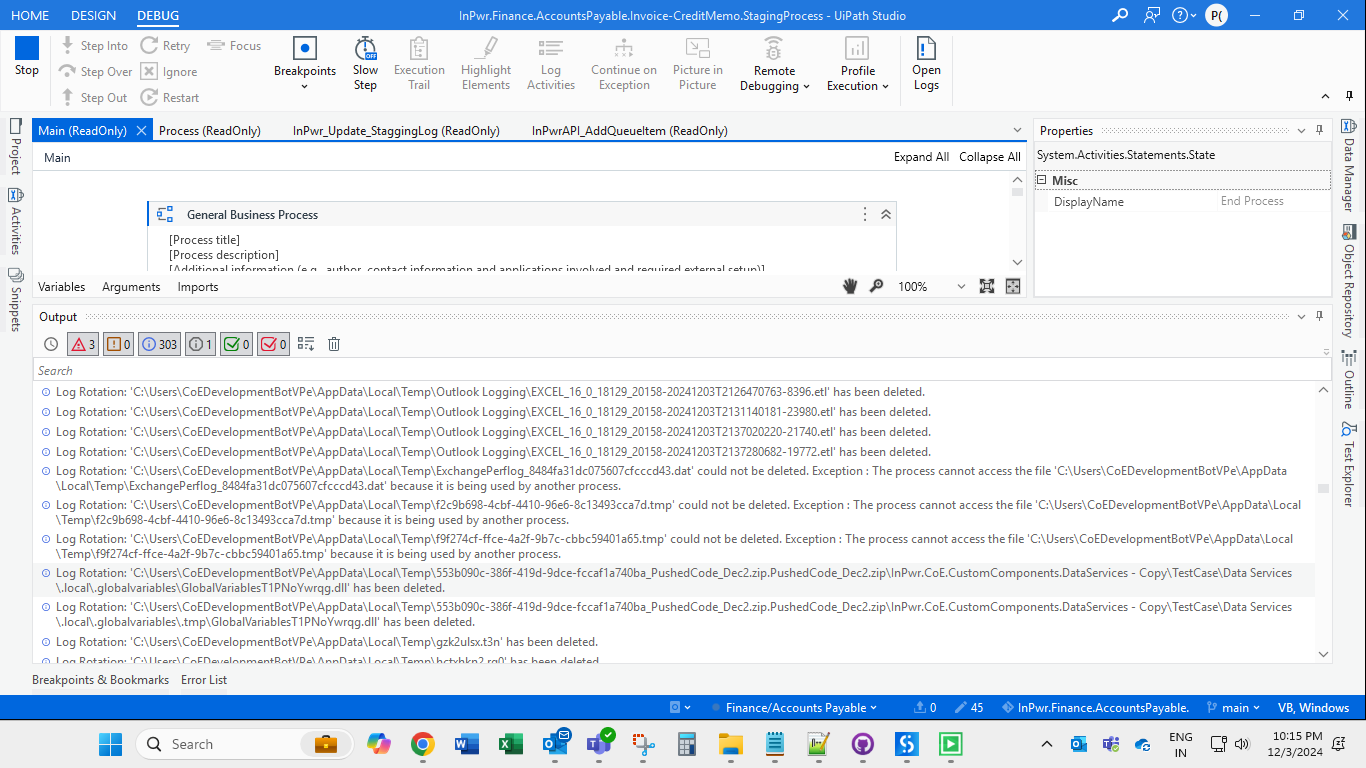 HOME DESIGN DEBUG InPwr.Finance.AccountsPayable.Invoice-CreditMemo.StagingProcess - UiPath Studio P(
Stop
Step Into Retry Focus
Step Over Ignore
Step Out Restart
Breakpoints
Slow Step
Execution Trail
Highlight Elements
Log Activities
Continue on Exception
Picture in Picture
Remote Debugging
Profile Execution
Open Logs
Project
Activities
Snippets
Main (ReadOnly) Process (ReadOnly) InPwr_Update_StaggingLog (ReadOnly) InPwrAPI_AddQueueItem (ReadOnly)
Main Expand All Collapse All
General Business Process
[Process title]
[Process description]
[Additional information (e.g., author, contact information and applications involved and required external setup)]
Variables Arguments Imports 100%
Properties
System.Activities.Statements.State
Misc
DisplayName End Process
Data Manager
Object Repository
Outline
Test Explorer
Output
3 0 303 1 0 0
Search
Log Rotation: 'C:\Users\CoEDevelopmentBotVPe\AppData\Local\Temp\Outlook Logging\EXCEL_16_0_18129_20158-20241203T2126470763-8396.etl' has been deleted.
Log Rotation: 'C:\Users\CoEDevelopmentBotVPe\AppData\Local\Temp\Outlook Logging\EXCEL_16_0_18129_20158-20241203T2131140181-23980.etl' has been deleted.
Log Rotation: 'C:\Users\CoEDevelopmentBotVPe\AppData\Local\Temp\Outlook Logging\EXCEL_16_0_18129_20158-20241203T2137020220-21740.etl' has been deleted.
Log Rotation: 'C:\Users\CoEDevelopmentBotVPe\AppData\Local\Temp\Outlook Logging\EXCEL_16_0_18129_20158-20241203T2137280682-19772.etl' has been deleted.
Log Rotation: 'C:\Users\CoEDevelopmentBotVPe\AppData\Local\Temp\ExchangePerflog_8484fa31dc075607cfcccd43.dat' could not be deleted. Exception : The process cannot access the file 'C:\Users\CoEDevelopmentBotVPe\AppData
\Local\Temp\ExchangePerflog_8484fa31dc075607cfcccd43.dat' because it is being used by another process.
Log Rotation: 'C:\Users\CoEDevelopmentBotVPe\AppData\Local\Temp\f2c9b698-4cbf-4410-96e6-8c13493cca7d.tmp' could not be deleted. Exception : The process cannot access the file 'C:\Users\CoEDevelopmentBotVPe\AppData\Local
\Temp\f2c9b698-4cbf-4410-96e6-8c13493cca7d.tmp' because it is being used by another process.
Log Rotation: 'C:\Users\CoEDevelopmentBotVPe\AppData\Local\Temp\f9f274cf-ffce-4a2f-9b7c-cbbc59401a65.tmp' could not be deleted. Exception : The process cannot access the file 'C:\Users\CoEDevelopmentBotVPe\AppData\Local
\Temp\f9f274cf-ffce-4a2f-9b7c-cbbc59401a65.tmp' because it is being used by another process.
Log Rotation: 'C:\Users\CoEDevelopmentBotVPe\AppData\Local\Temp\553b090c-386f-419d-9dce-fccaf1a740ba_PushedCode_Dec2.zip.PushedCode_Dec2.zip\InPwr.CoE.CustomComponents.DataServices - Copy\TestCase\Data Services
\.local\.globalvariables\GlobalVariablesT1PNoYwrqg.dll' has been deleted.
Log Rotation: 'C:\Users\CoEDevelopmentBotVPe\AppData\Local\Temp\553b090c-386f-419d-9dce-fccaf1a740ba_PushedCode_Dec2.zip.PushedCode_Dec2.zip\InPwr.CoE.CustomComponents.DataServices - Copy\TestCase\Data Services
\.local\.globalvariables\.tmp\GlobalVariablesT1PNoYwrqg.dll' has been deleted.
Log Rotation: 'C:\Users\CoEDevelopmentBotVPe\AppData\Local\Temp\gzk2ulsx.t3n' has been deleted.
Log Rotation: 'C:\Users\CoEDevelopmentBotVPe\AppData\Local\Temp\hctxhkn2.rq0' has been deleted.
Breakpoints & Bookmarks Error List
Finance/Accounts Payable 0 45 InPwr.Finance.AccountsPayable. main VB, Windows
Search
ENG
IN
10:15 PM
12/3/2024